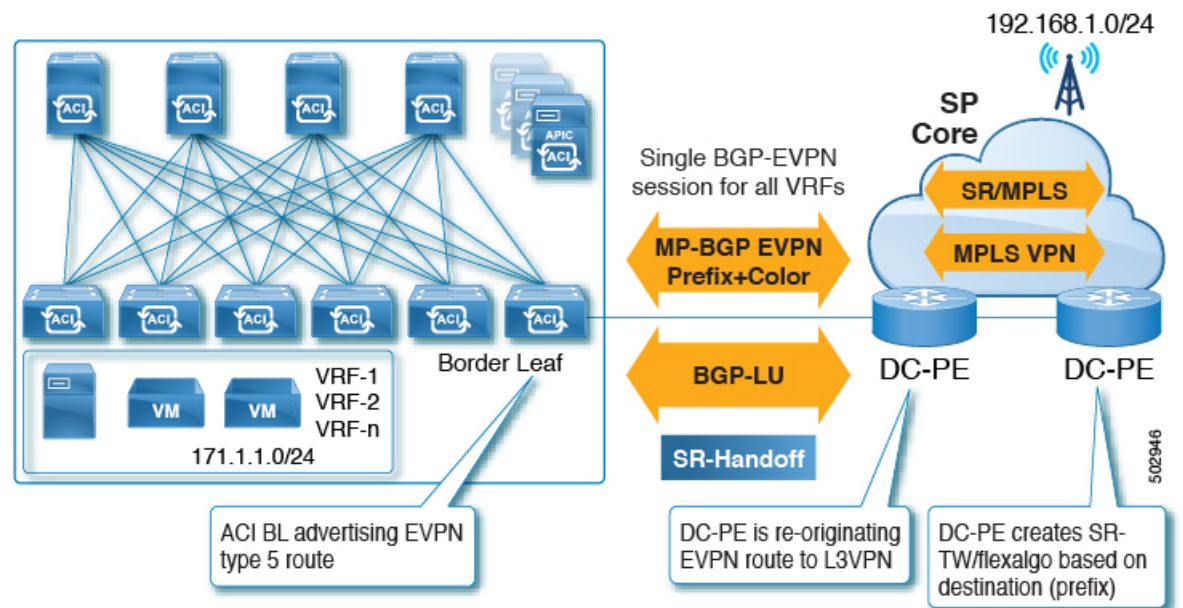 192.168.1.0/24
ACI
ACI
ACI
ACI
A
A
APIC
ACI
SP
Core
Single BGP-EVPN
session for all VRFs
SR/MPLS
MP-BGP EVPN
Prefix+Color
MPLS VPN
ACI
ACI
ACI
ACI
ACI
ACI
Border Leaf
BGP-LU
DC-PE
DC-PE
VM
VM
VRF-1
VRF-2
VRF-n
171.1.1.0/24
SR-Handoff
502946
ACI BL advertising EVPN
type 5 route
DC-PE is re-originating
EVPN route to L3VPN
DC-PE creates SR-
TW/flexalgo based on
destination (prefix)